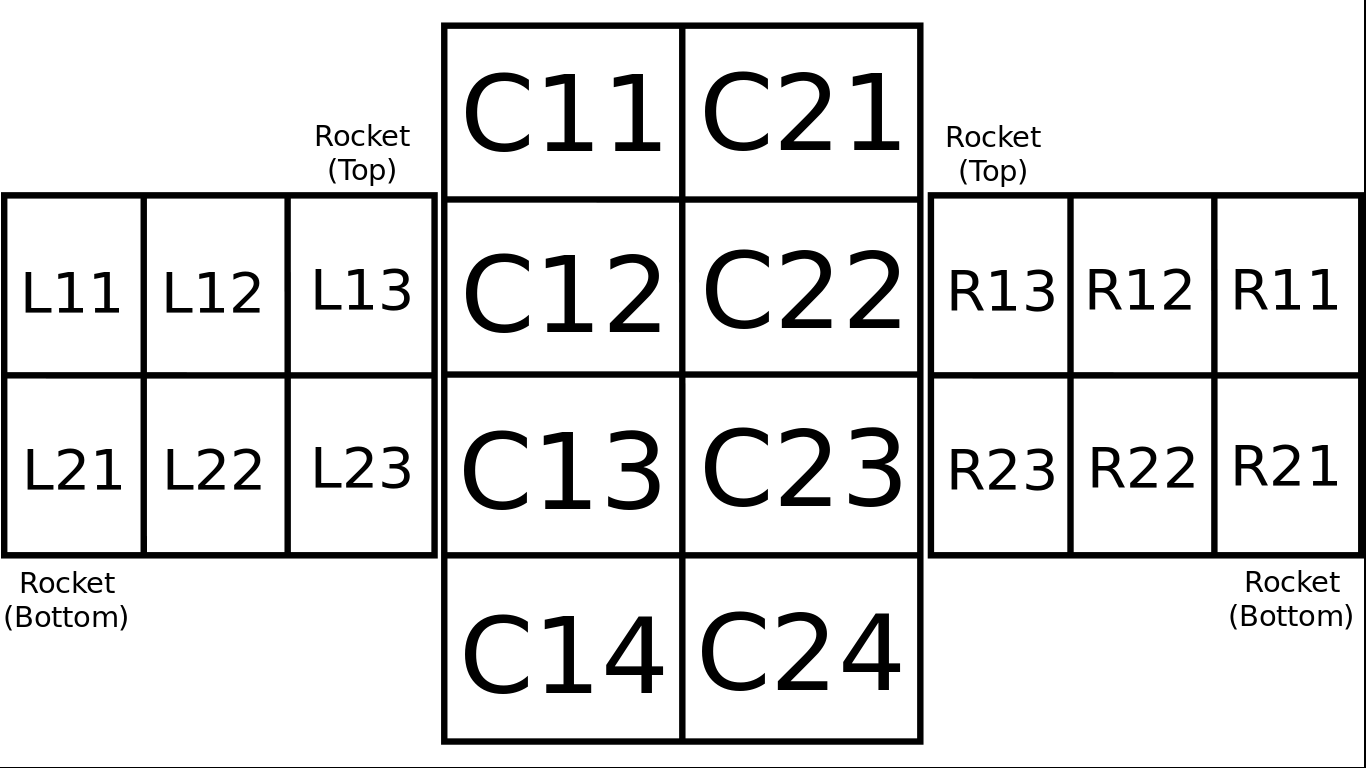 C11 C21
Rocket
(Top)
Rocket
(Top)
L11 L12 L13 C12 C22 R13 R12 R11
L21 L22 L23 C13 C23 R23 R22 R21
Rocket
(Bottom)
Rocket
(Bottom)
C14 C24